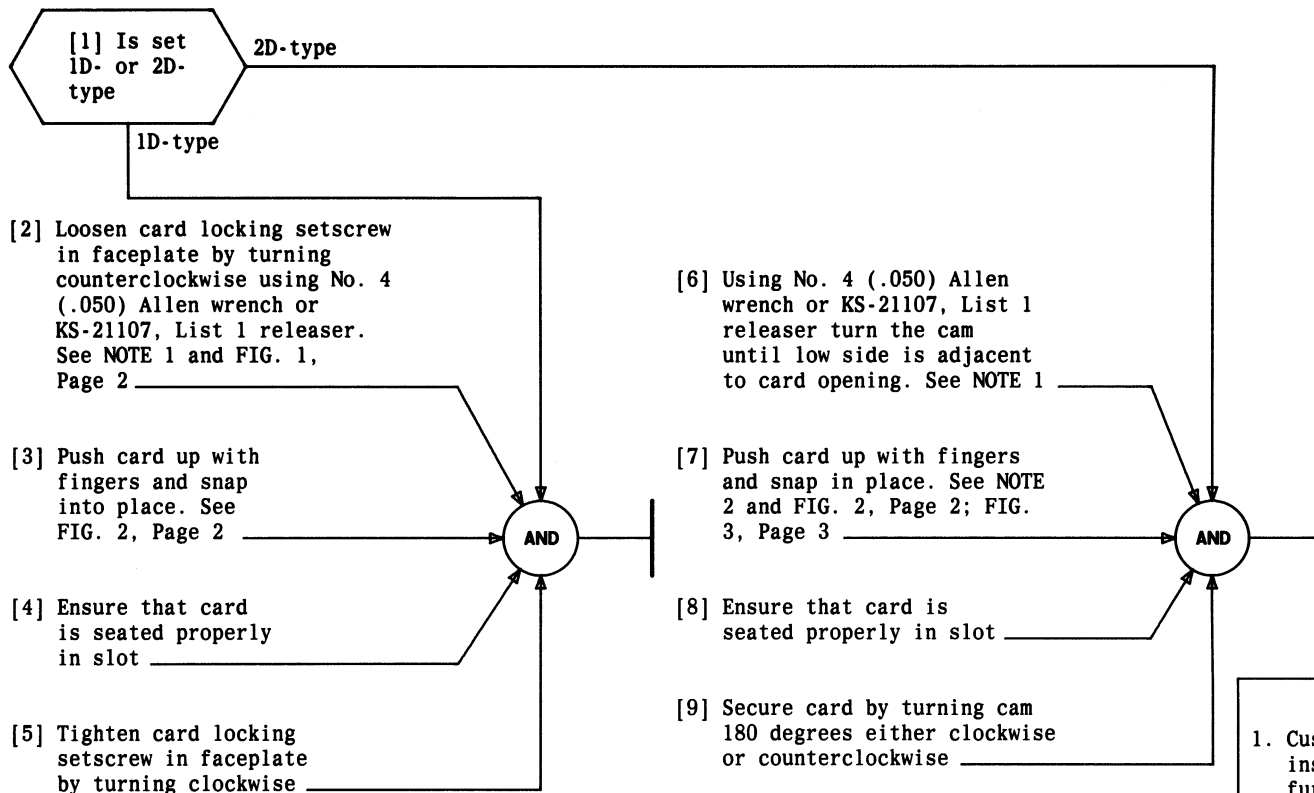 [1] Is set
1D- or 2D-
type
2D-type
1D-type
[2] Loosen card locking setscrew
in faceplate by turning
counterclockwise using No. 4
(.050) Allen wrench or
KS-21107, List 1 releaser.
See NOTE 1 and FIG. 1,
Page 2
[3] Push card up with
fingers and snap
into place. See
FIG. 2, Page 2
AND
[4] Ensure that card
is seated properly
in slot
[5] Tighten card locking
setscrew in faceplate
by turning clockwise
[6] Using No. 4 (.050) Allen
wrench or KS-21107, List 1
releaser turn the cam
until low side is adjacent
to card opening. See NOTE 1
[7] Push card up with fingers
and snap in place. See NOTE
2 and FIG. 2, Page 2; FIG.
3, Page 3
AND
[8] Ensure that card is
seated properly in slot
[9] Secure card by turning cam
180 degrees either clockwise
or counterclockwise
1.